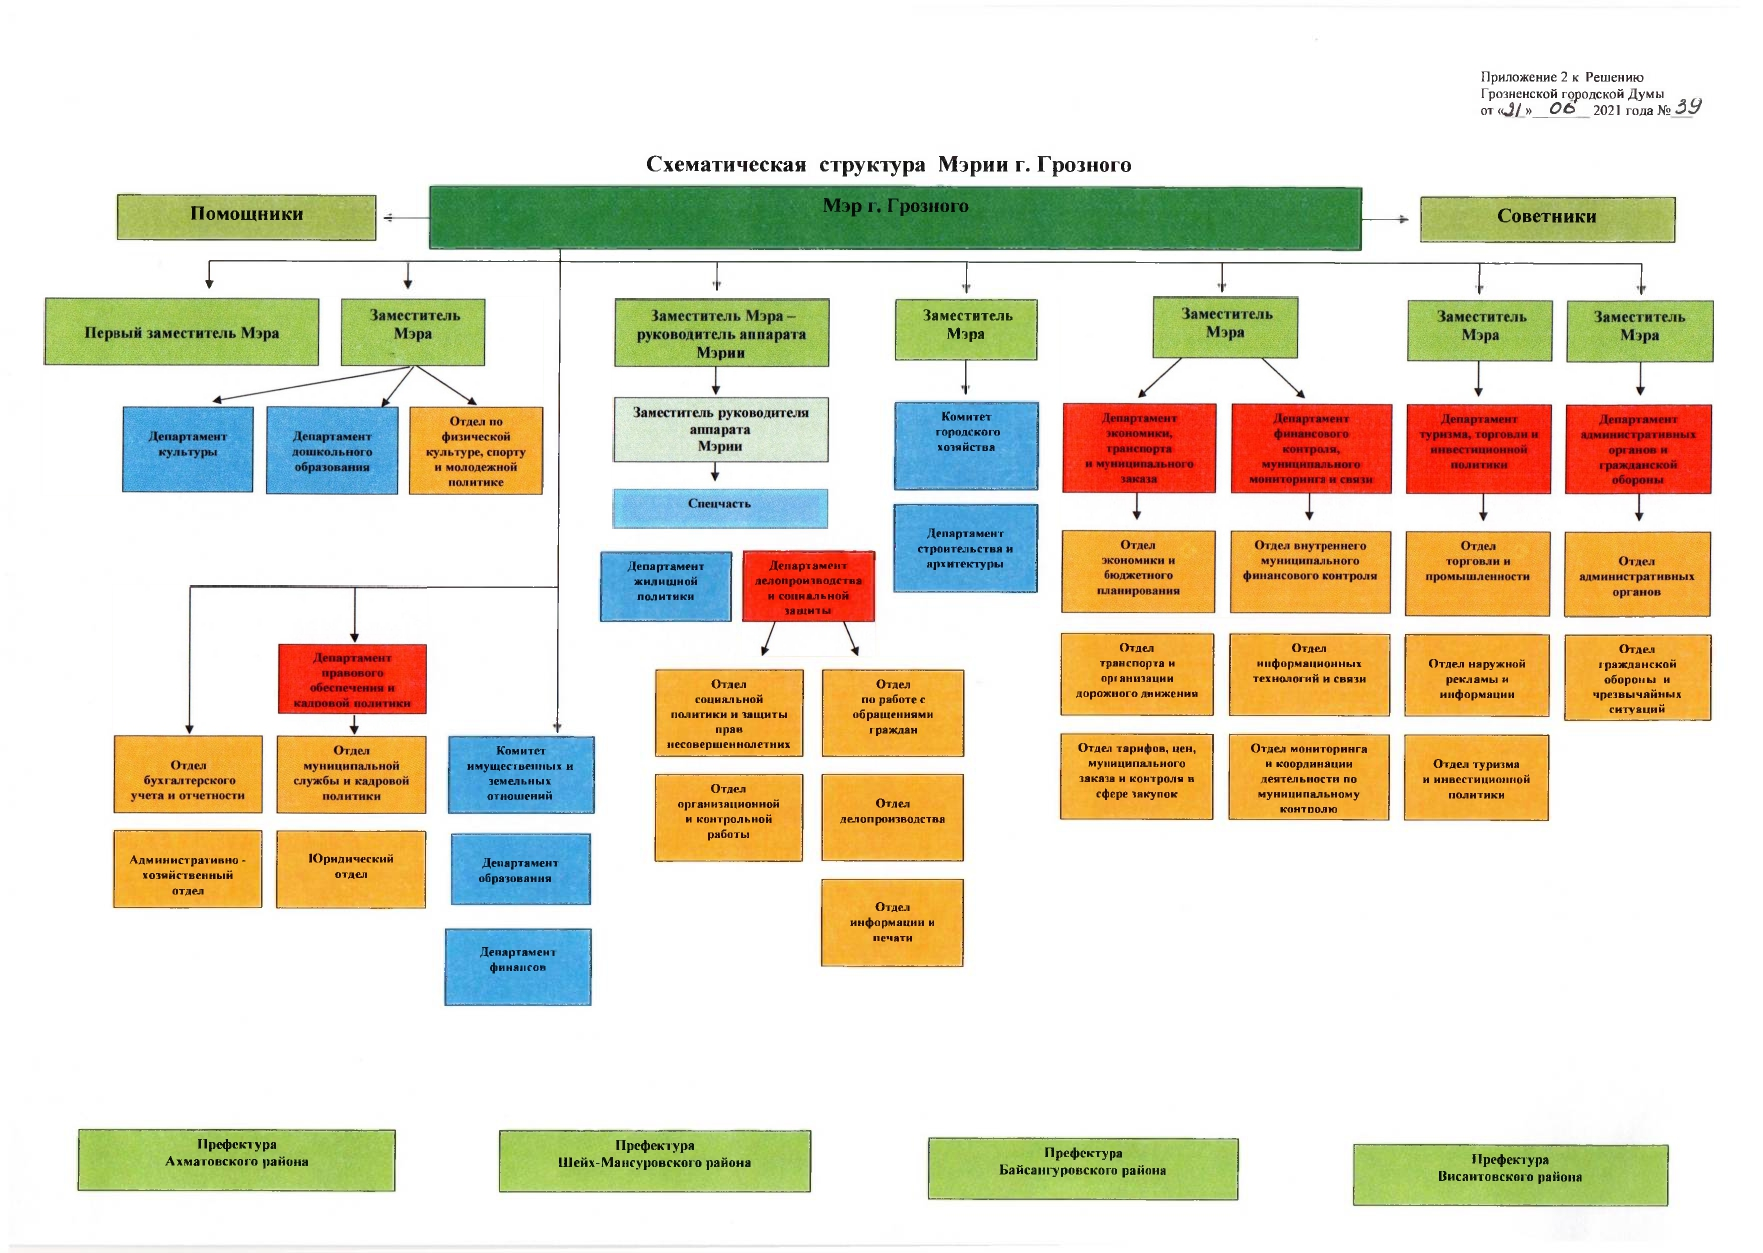 Приложение 2 к Решению
Грозненской городской Думы
от «21» 06 2021 года № 39
Схематическая структура Мэрии г. Грозного
Помощники
Мэр г. Грозного
Советники
Первый заместитель Мэра
Заместитель
Мэра
Заместитель Мэра –
руководитель аппарата
Мэрии
Заместитель
Мэра
Заместитель
Мэра
Заместитель
Мэра
Заместитель
Мэра
Департамент
культуры
Департамент
дошкольного
образования
Отдел по
физической
культуре, спорту
и молодежной
политике
Заместитель руководителя
аппарата
Мэрии
Спецчасть
Комитет
городского
хозяйства
Департамент
строительства и
архитектуры
Департамент
экономики,
транспорта
и муниципального
заказа
Департамент
финансового
контроля,
муниципального
мониторинга и связи
Департамент
туризма, торговли и
инвестиционной
политики
Департамент
административных
органов и
гражданской
обороны
Департамент
жилищной
политики
Департамент
делопроизводства
и социальной
защиты
Отдел
экономики и
бюджетного
планирования
Отдел внутреннего
муниципального
финансового контроля
Отдел
торговли и
промышленности
Отдел
административных
органов
Департамент
правового
обеспечения и
кадровой политики
Отдел
социальной
политики и защиты
прав
несовершеннолетних
Отдел
по работе с
обращениями
граждан
Отдел
транспорта и
организации
дорожного движения
Отдел
информационных
технологий и связи
Отдел наружной
рекламы и
информации
Отдел
гражданской
обороны и
чрезвычайных
ситуаций
Отдел
бухгалтерского
учета и отчетности
Отдел
муниципальной
службы и кадровой
политики
Комитет
имущественных и
земельных
отношений
Отдел
организационной
и контрольной
работы
Отдел
делопроизводства
Отдел тарифов, цен,
муниципального
заказа и контроля в
сфере закупок
Отдел мониторинга
и координации
деятельности по
муниципальному
контролю
Отдел туризма
и инвестиционной
политики
Административно -
хозяйственный
отдел
Юридический
отдел
Департамент
образования
Отдел
информации и
печати
Департамент
финансов
Префектура
Ахматовского района
Префектура
Шейх-Мансуровского района
Префектура
Байсангуровского района
Префектура
Висаитовского района